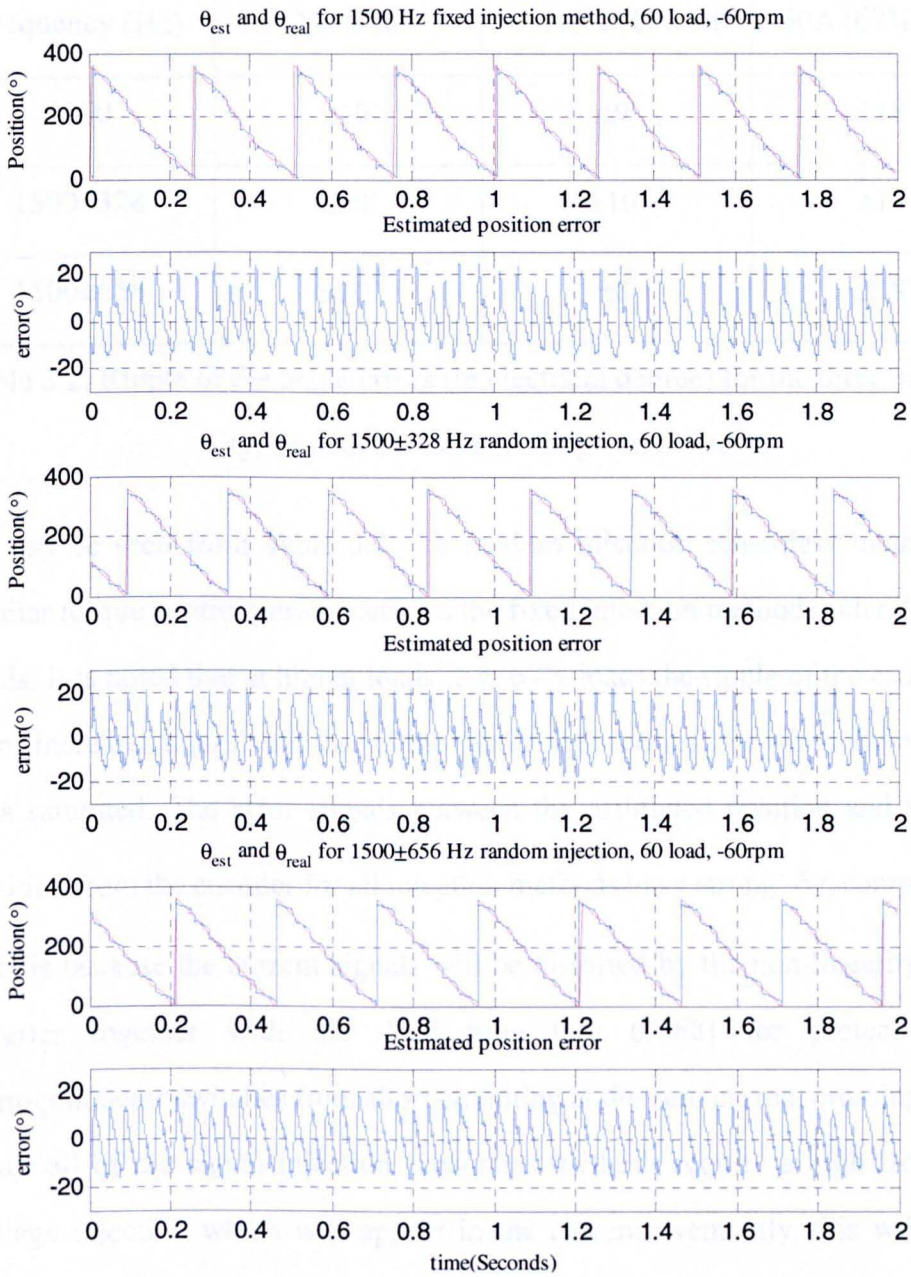 θest and θreal for 1500 Hz fixed injection method, 60 load, -60rpm
Position(°)
400
200
0
0 0.2 0.4 0.6 0.8 1 1.2 1.4 1.6 1.8 2
Estimated position error
error(°)
20
0
-20
0 0.2 0.4 0.6 0.8 1 1.2 1.4 1.6 1.8 2
θest and θreal for 1500±328 Hz random injection, 60 load, -60rpm
Position(°)
400
200
0
0 0.2 0.4 0.6 0.8 1 1.2 1.4 1.6 1.8 2
Estimated position error
error(°)
20
0
-20
0 0.2 0.4 0.6 0.8 1 1.2 1.4 1.6 1.8 2
θest and θreal for 1500±656 Hz random injection, 60 load, -60rpm
Position(°)
400
200
0
0 0.2 0.4 0.6 0.8 1 1.2 1.4 1.6 1.8 2
Estimated position error
error(°)
20
0
-20
0 0.2 0.4 0.6 0.8 1 1.2 1.4 1.6 1.8 2
time(Seconds)